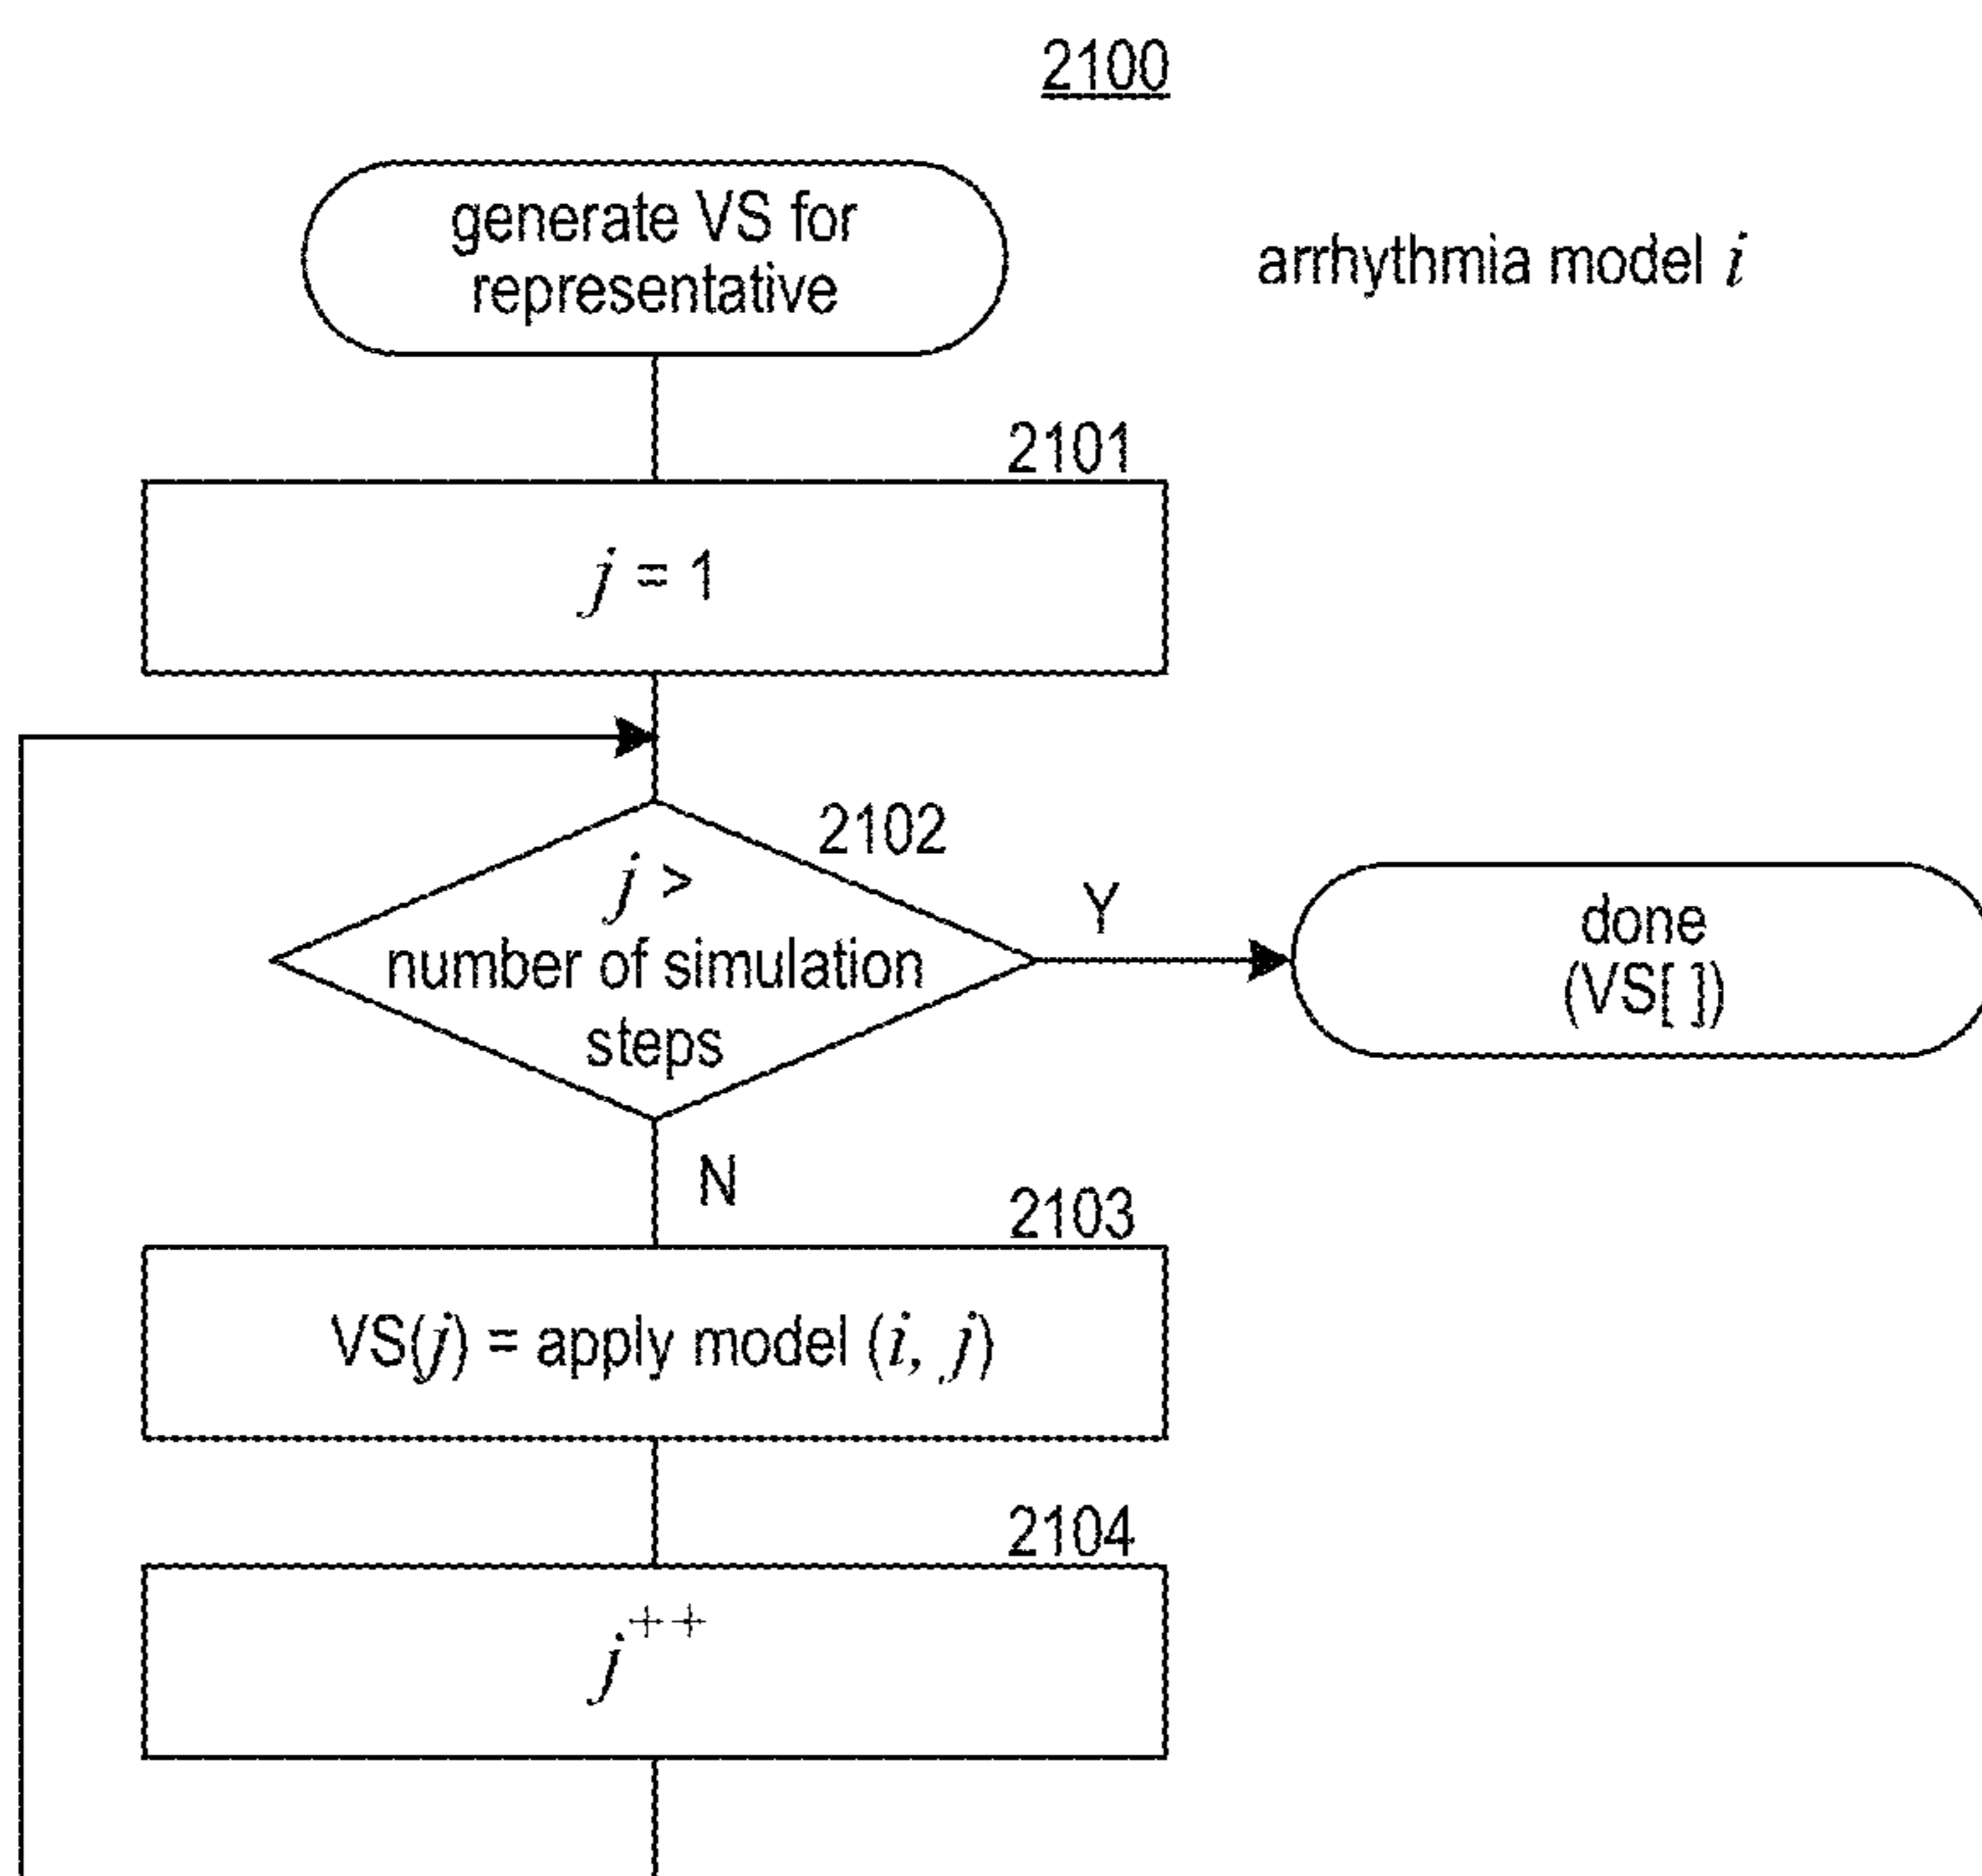 2100
generate VS for
representative
arrhythmia model i
2101
j = 1
2102
j >
number of simulation
steps
Y
done
(VS[ ])
N
2103
VS(j) = apply model (i, j)
2104
j++